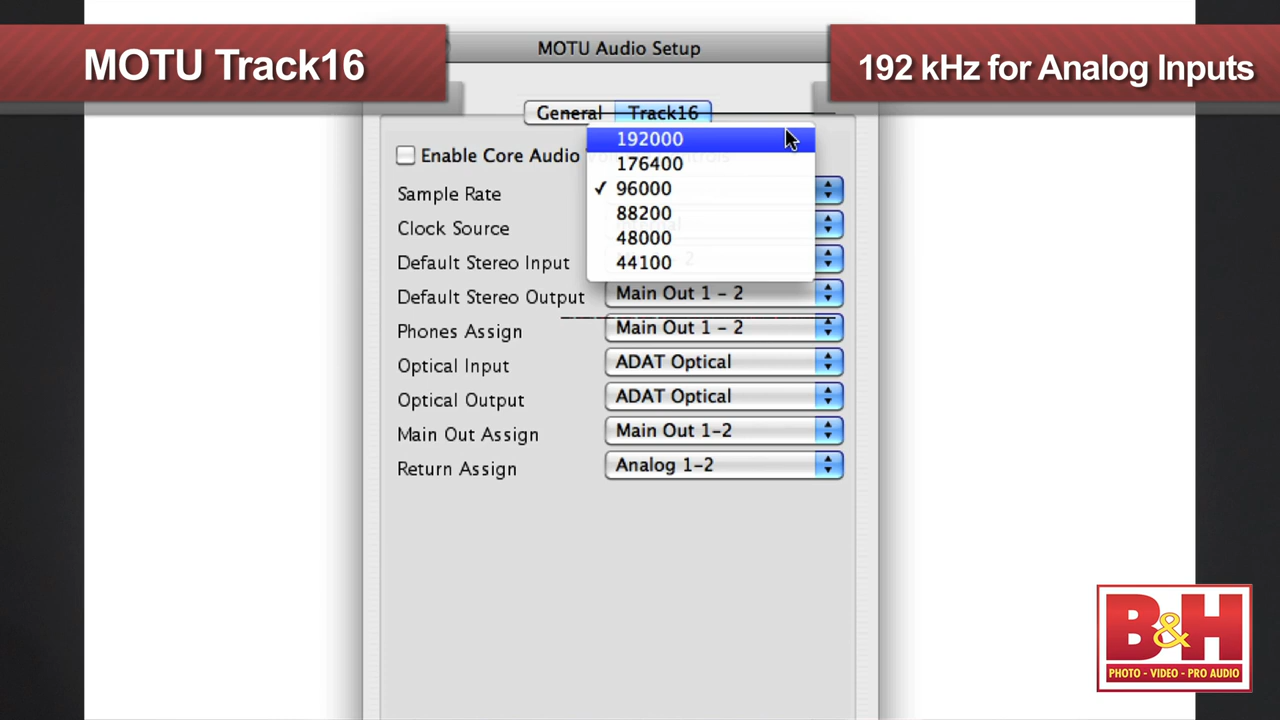 MOTU Track16
MOTU Audio Setup
192 kHz for Analog Inputs
General Track16
Enable Core Audio
192000
176400
✓ 96000
88200
48000
44100
Sample Rate
Clock Source
Default Stereo Input
Default Stereo Output Main Out 1 – 2
Phones Assign Main Out 1 – 2
Optical Input ADAT Optical
Optical Output ADAT Optical
Main Out Assign Main Out 1–2
Return Assign Analog 1–2
B&H
PHOTO - VIDEO - PRO AUDIO